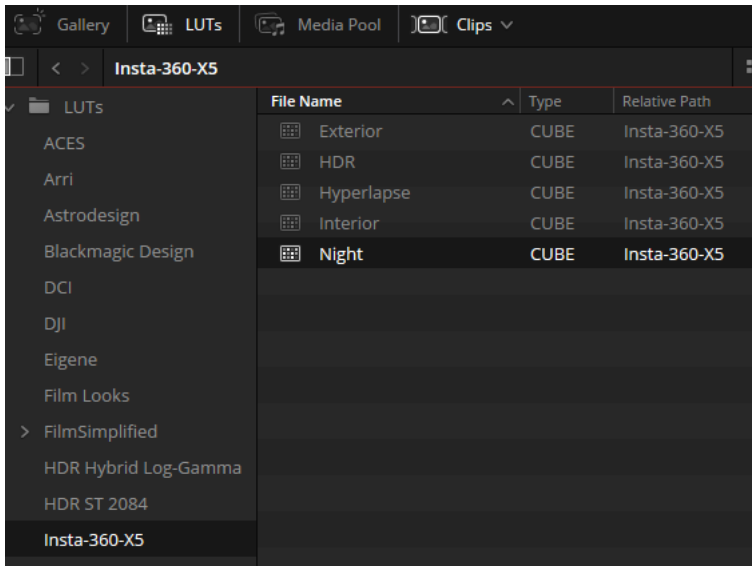 Gallery LUTs Media Pool Clips
Insta-360-X5
LUTs
ACES
Arri
Astrodesign
Blackmagic Design
DCI
DJI
Eigene
Film Looks
FilmSimplified
HDR Hybrid Log-Gamma
HDR ST 2084
Insta-360-X5
File Name Type Relative Path
Exterior CUBE Insta-360-X5
HDR CUBE Insta-360-X5
Hyperlapse CUBE Insta-360-X5
Interior CUBE Insta-360-X5
Night CUBE Insta-360-X5